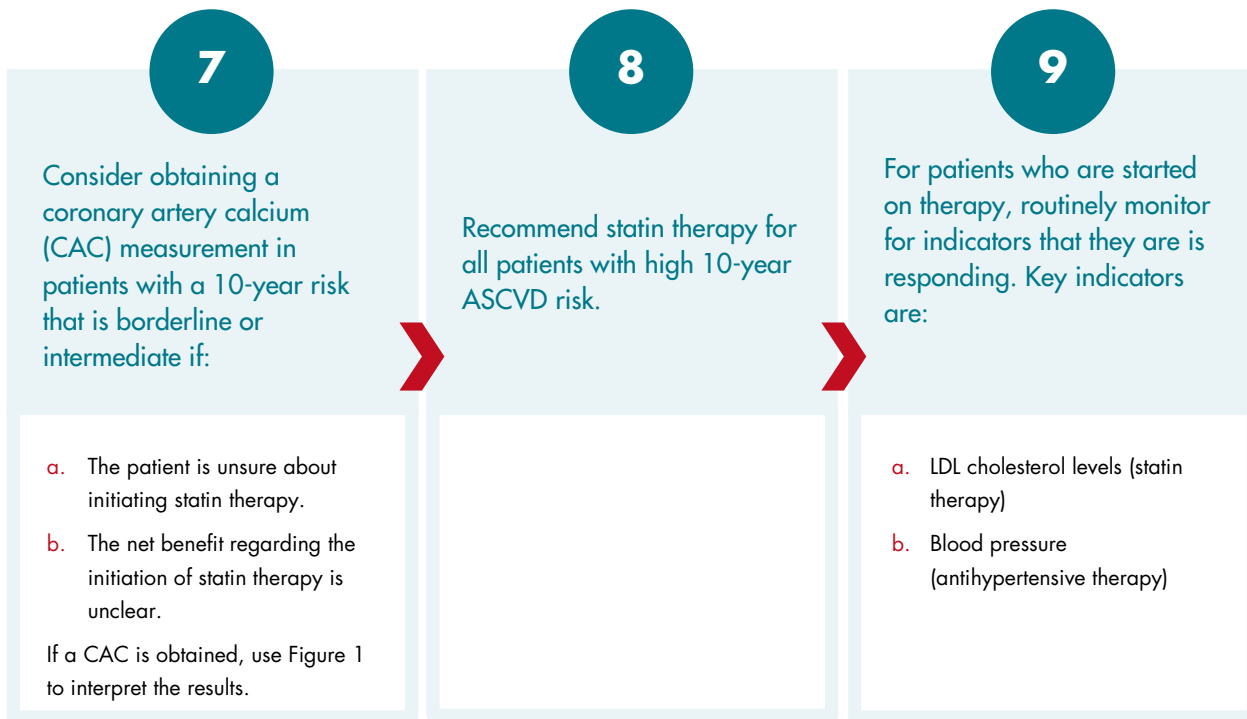 7
Consider obtaining a
coronary artery calcium
(CAC) measurement in
patients with a 10-year risk
that is borderline or
intermediate if:
a. The patient is unsure about
initiating statin therapy.
b. The net benefit regarding the
initiation of statin therapy is
unclear.
If a CAC is obtained, use Figure 1
to interpret the results.
8
Recommend statin therapy for
all patients with high 10-year
ASCVD risk.
9
For patients who are started
on therapy, routinely monitor
for indicators that they are is
responding. Key indicators
are:
a. LDL cholesterol levels (statin
therapy)
b. Blood pressure
(antihypertensive therapy)